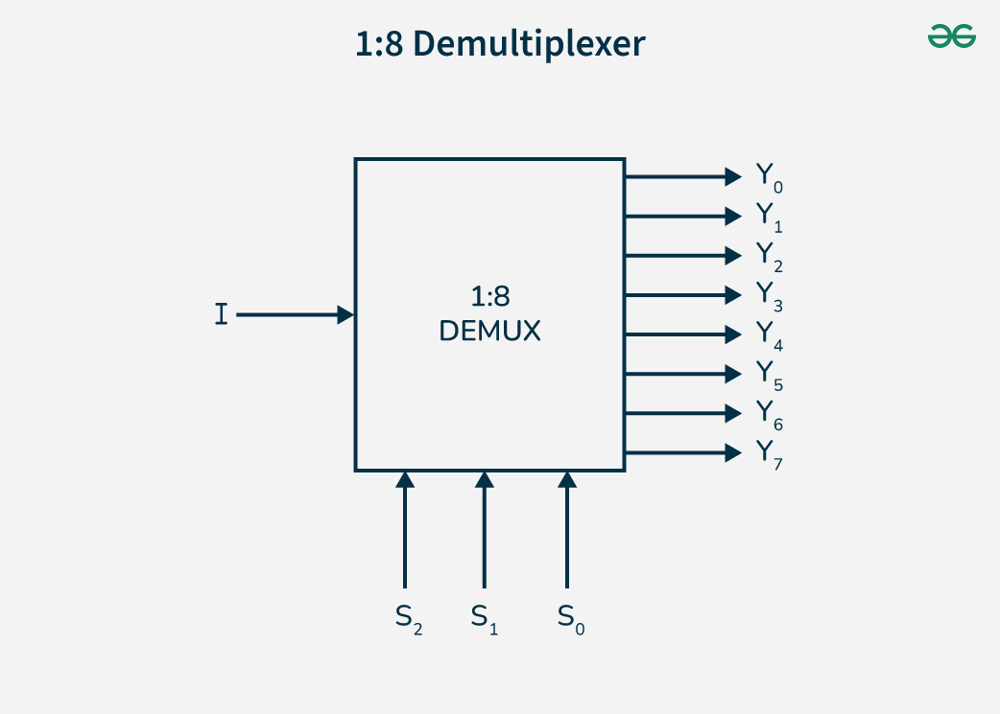 1:8 Demultiplexer
Y0
Y1
Y2
I
1:8
DEMUX
Y3
Y4
Y5
Y6
Y7
S2 S1 S0